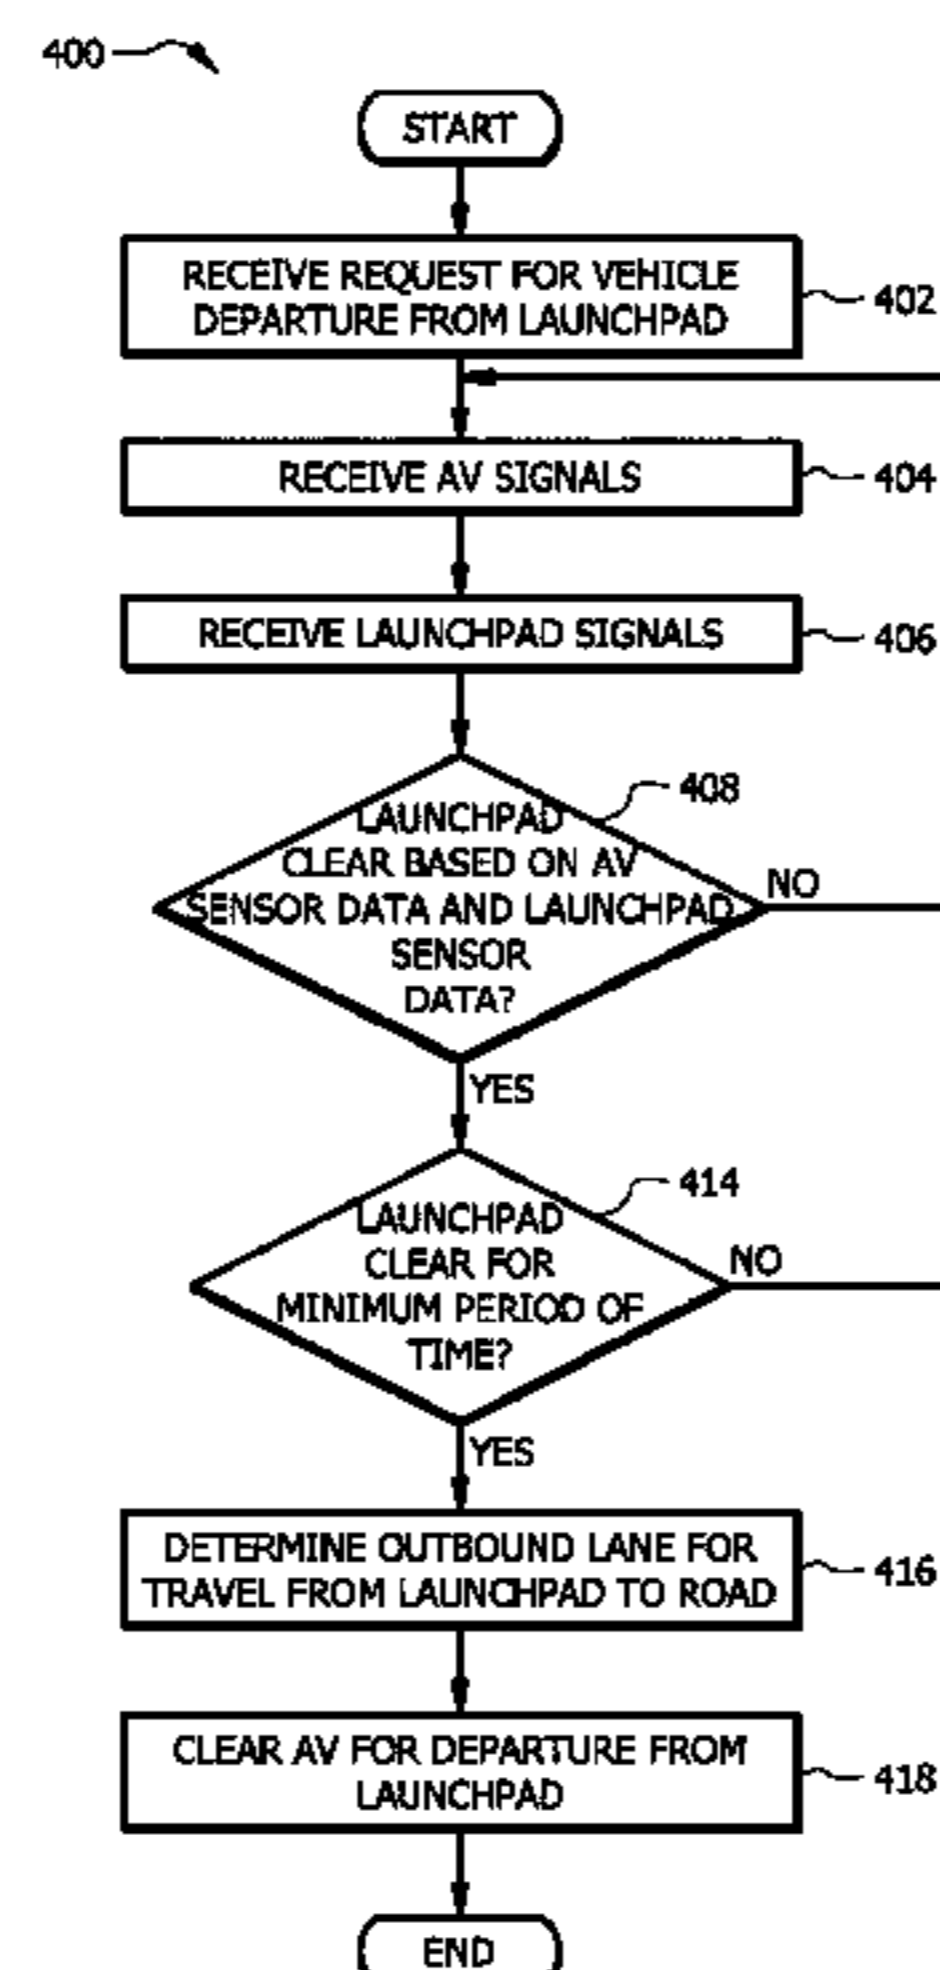 400
START
RECEIVE REQUEST FOR VEHICLE
DEPARTURE FROM LAUNCHPAD
402
RECEIVE AV SIGNALS
404
RECEIVE LAUNCHPAD SIGNALS
406
408
LAUNCHPAD
CLEAR BASED ON AV
SENSOR DATA AND LAUNCHPAD
SENSOR
DATA?
NO
YES
414
LAUNCHPAD
CLEAR FOR
MINIMUM PERIOD OF
TIME?
NO
YES
DETERMINE OUTBOUND LANE FOR
TRAVEL FROM LAUNCHPAD TO ROAD
416
CLEAR AV FOR DEPARTURE FROM
LAUNCHPAD
418
END